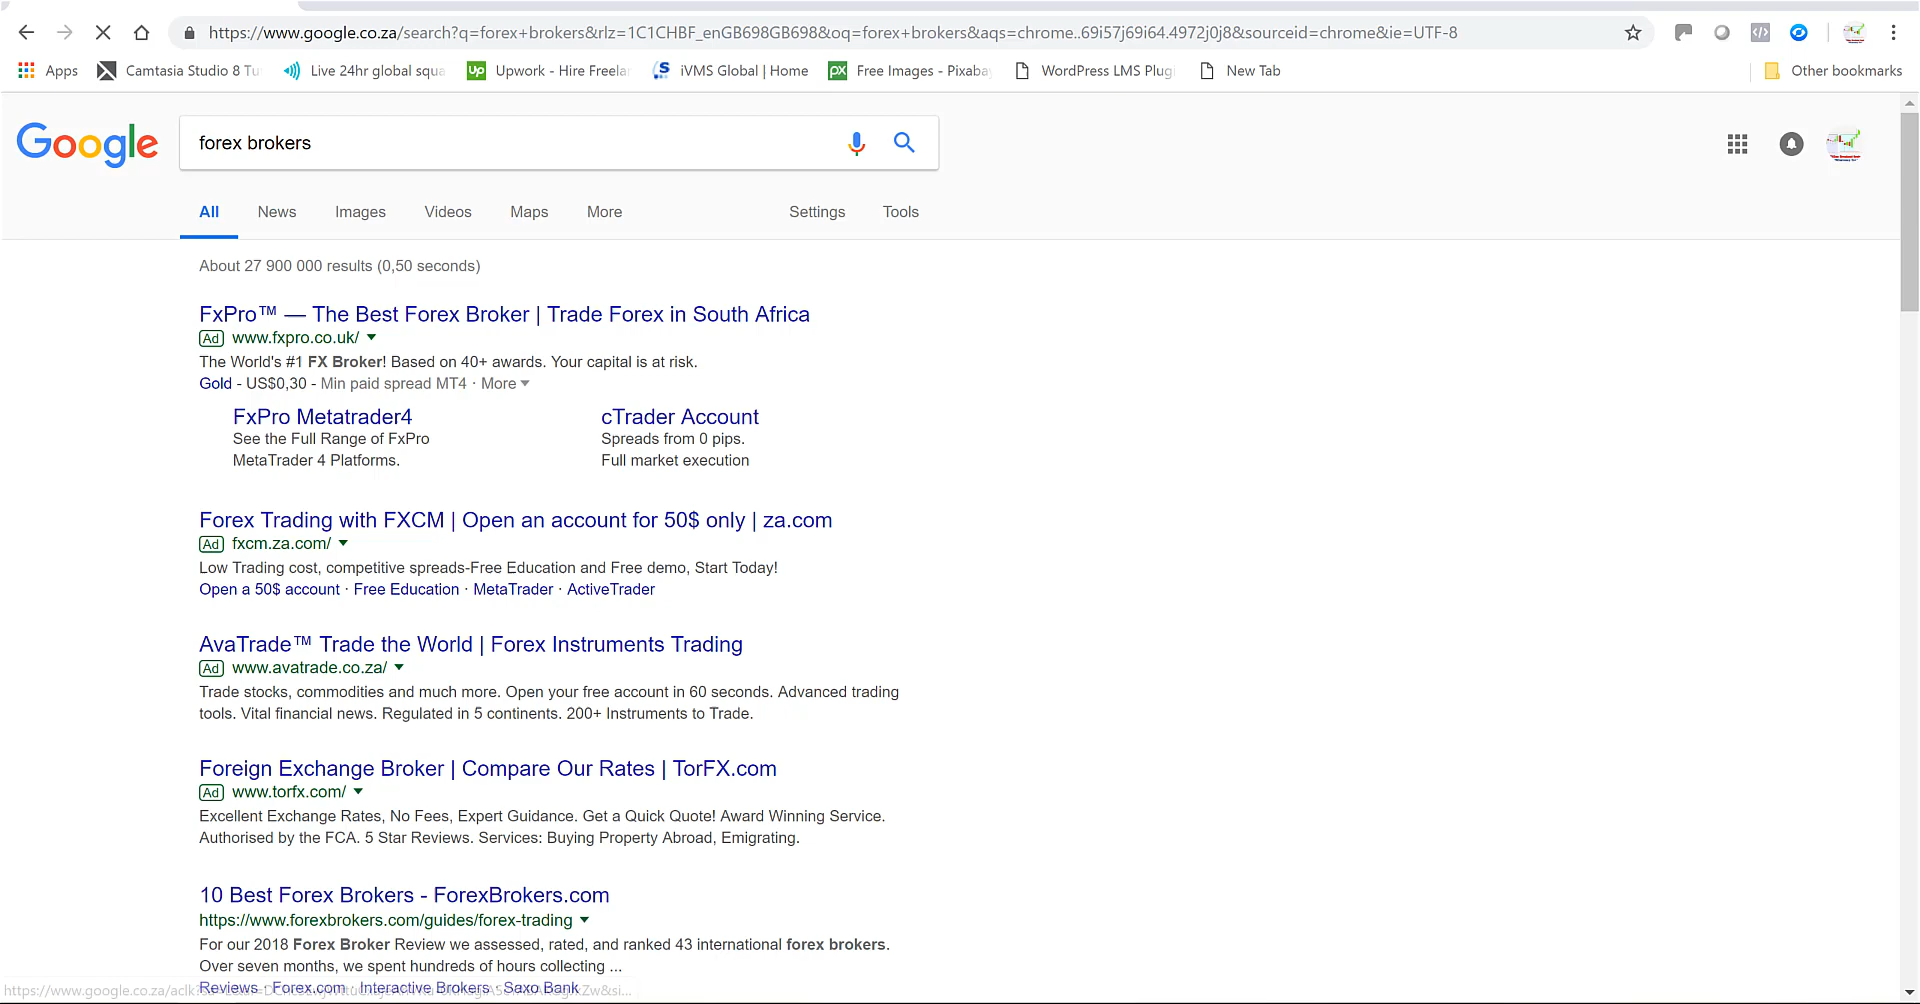 https://www.google.co.za/search?q=forex+brokers&rlz=1C1CHBF_enGB698GB698&oq=forex+brokers&aqs=chrome..69i57j69i64.4972j0j8&sourceid=chrome&ie=UTF-8
Apps Camtasia Studio 8 Tu Live 24hr global squa Upwork - Hire Freela iVMS Global | Home Free Images - Pixaba WordPress LMS Plug New Tab Other bookmarks
Google forex brokers
All News Images Videos Maps More Settings Tools
About 27 900 000 results (0,50 seconds)
FxPro™ — The Best Forex Broker | Trade Forex in South Africa
Ad www.fxpro.co.uk/
The World's #1 FX Broker! Based on 40+ awards. Your capital is at risk.
Gold - US$0,30 - Min paid spread MT4 · More
FxPro Metatrader4 cTrader Account
See the Full Range of FxPro Spreads from 0 pips.
MetaTrader 4 Platforms. Full market execution
Forex Trading with FXCM | Open an account for 50$ only | za.com
Ad fxcm.za.com/
Low Trading cost, competitive spreads-Free Education and Free demo, Start Today!
Open a 50$ account · Free Education · MetaTrader · ActiveTrader
AvaTrade™ Trade the World | Forex Instruments Trading
Ad www.avatrade.co.za/
Trade stocks, commodities and much more. Open your free account in 60 seconds. Advanced trading
tools. Vital financial news. Regulated in 5 continents. 200+ Instruments to Trade.
Foreign Exchange Broker | Compare Our Rates | TorFX.com
Ad www.torfx.com/
Excellent Exchange Rates, No Fees, Expert Guidance. Get a Quick Quote! Award Winning Service.
Authorised by the FCA. 5 Star Reviews. Services: Buying Property Abroad, Emigrating.
10 Best Forex Brokers - ForexBrokers.com
https://www.forexbrokers.com/guides/forex-trading
For our 2018 Forex Broker Review we assessed, rated, and ranked 43 international forex brokers.
Over seven months, we spent hundreds of hours collecting ...
Reviews · Forex.com · Interactive Brokers · Saxo Bank